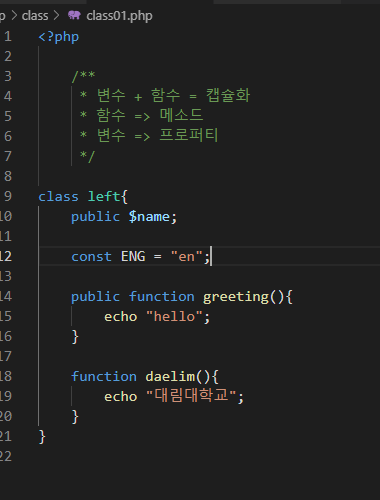 p > class > class01.php
1 <?php
2
3 /**
4 * 변수 + 함수 = 캡슐화
5 * 함수 => 메소드
6 * 변수 => 프로퍼티
7 */
8
9 class left{
10 public $name;
11
12 const ENG = "en";
13
14 public function greeting(){
15 echo "hello";
16 }
17
18 function daelim(){
19 echo "대림대학교";
20 }
21 }
22